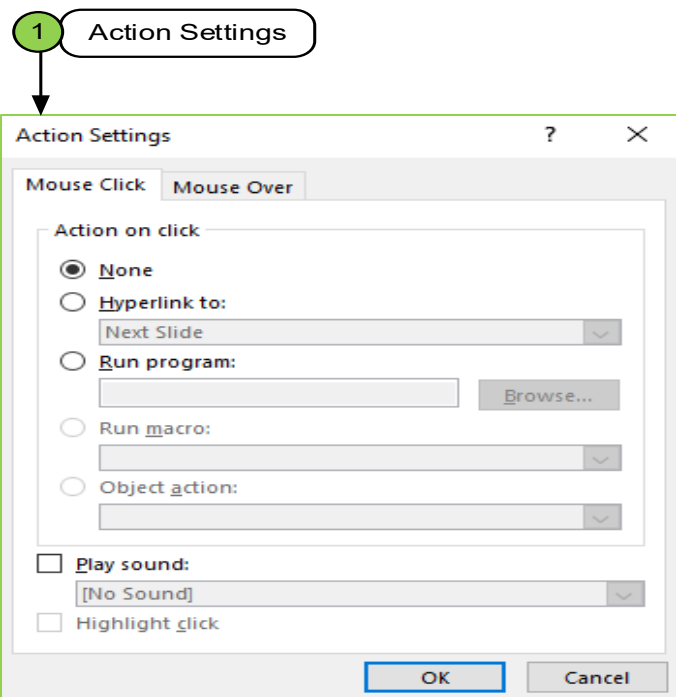 1 Action Settings
Action Settings ?
Mouse Click Mouse Over
Action on click
None
Hyperlink to:
Next Slide
Run program:
Browse...
Run macro:
Object action:
Play sound:
[No Sound]
Highlight click
OK Cancel